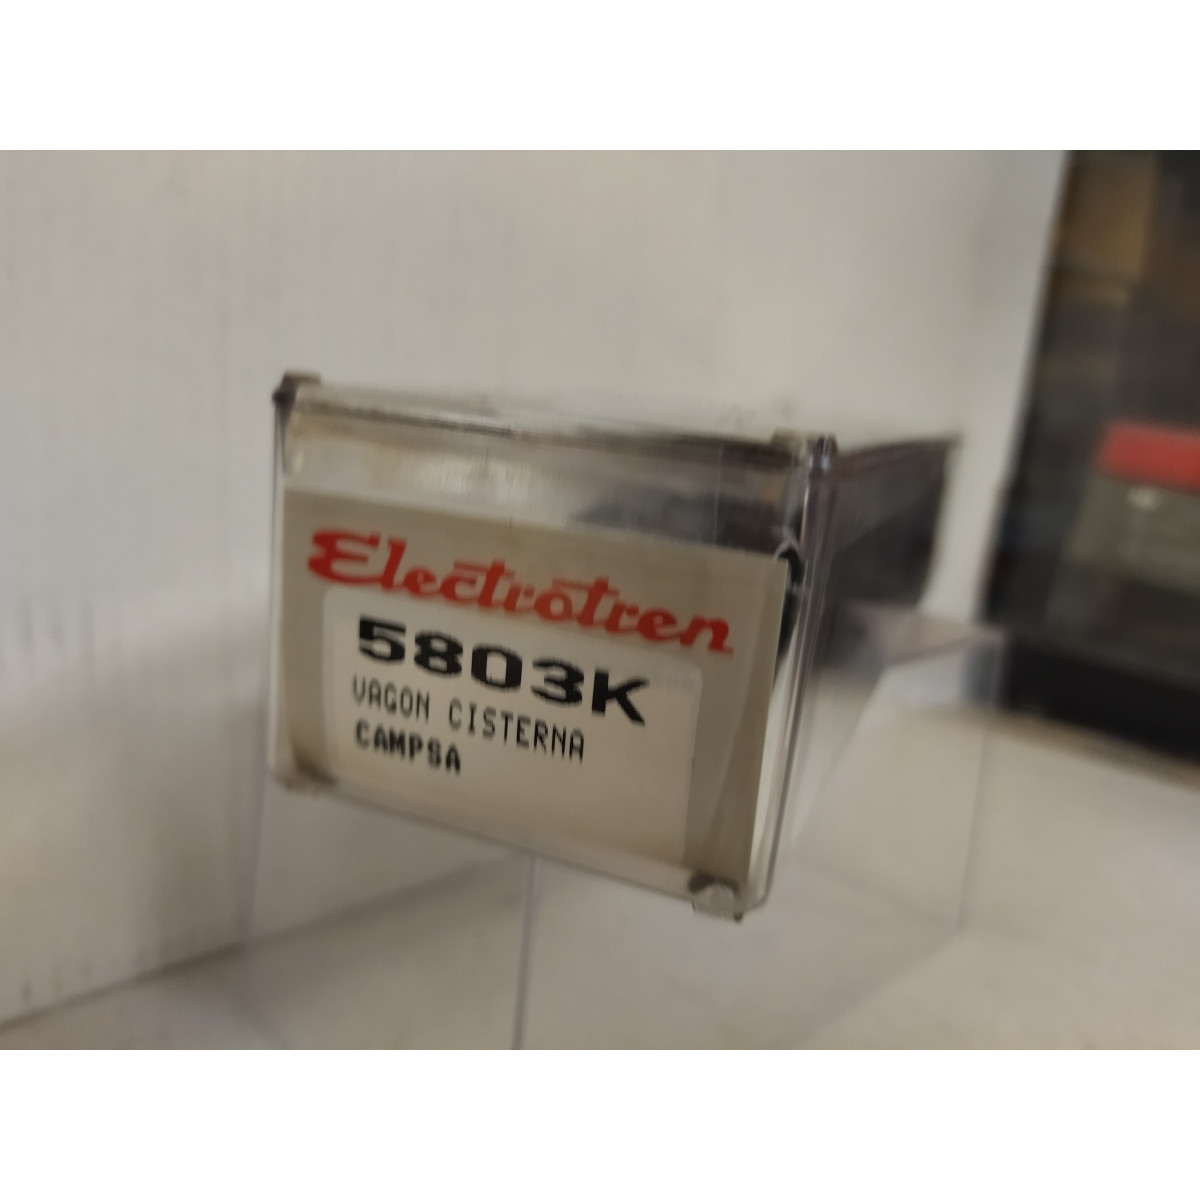 Electrotren
5803K
VAGON CISTERNA
CAMPSA